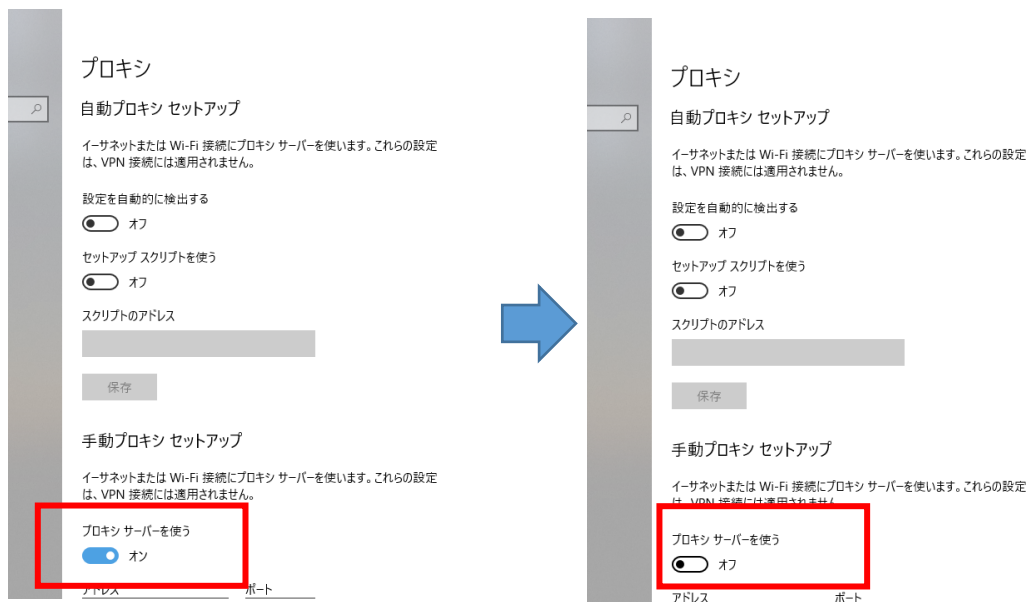 プロキシ
自動プロキシ セットアップ
イーサネットまたは Wi-Fi 接続にプロキシ サーバーを使います。これらの設定
は、VPN 接続には適用されません。
設定を自動的に検出する
オフ
セットアップ スクリプトを使う
オフ
スクリプトのアドレス
保存
手動プロキシ セットアップ
イーサネットまたは Wi-Fi 接続にプロキシ サーバーを使います。これらの設定
は、VPN 接続には適用されません。
プロキシ サーバーを使う
オン
アドレス
ポート
プロキシ
自動プロキシ セットアップ
イーサネットまたは Wi-Fi 接続にプロキシ サーバーを使います。これらの設定
は、VPN 接続には適用されません。
設定を自動的に検出する
オフ
セットアップ スクリプトを使う
オフ
スクリプトのアドレス
保存
手動プロキシ セットアップ
イーサネットまたは Wi-Fi 接続にプロキシ サーバーを使います。これらの設定
は、VPN 接続には適用されません
プロキシ サーバーを使う
オフ
アドレス
ポート